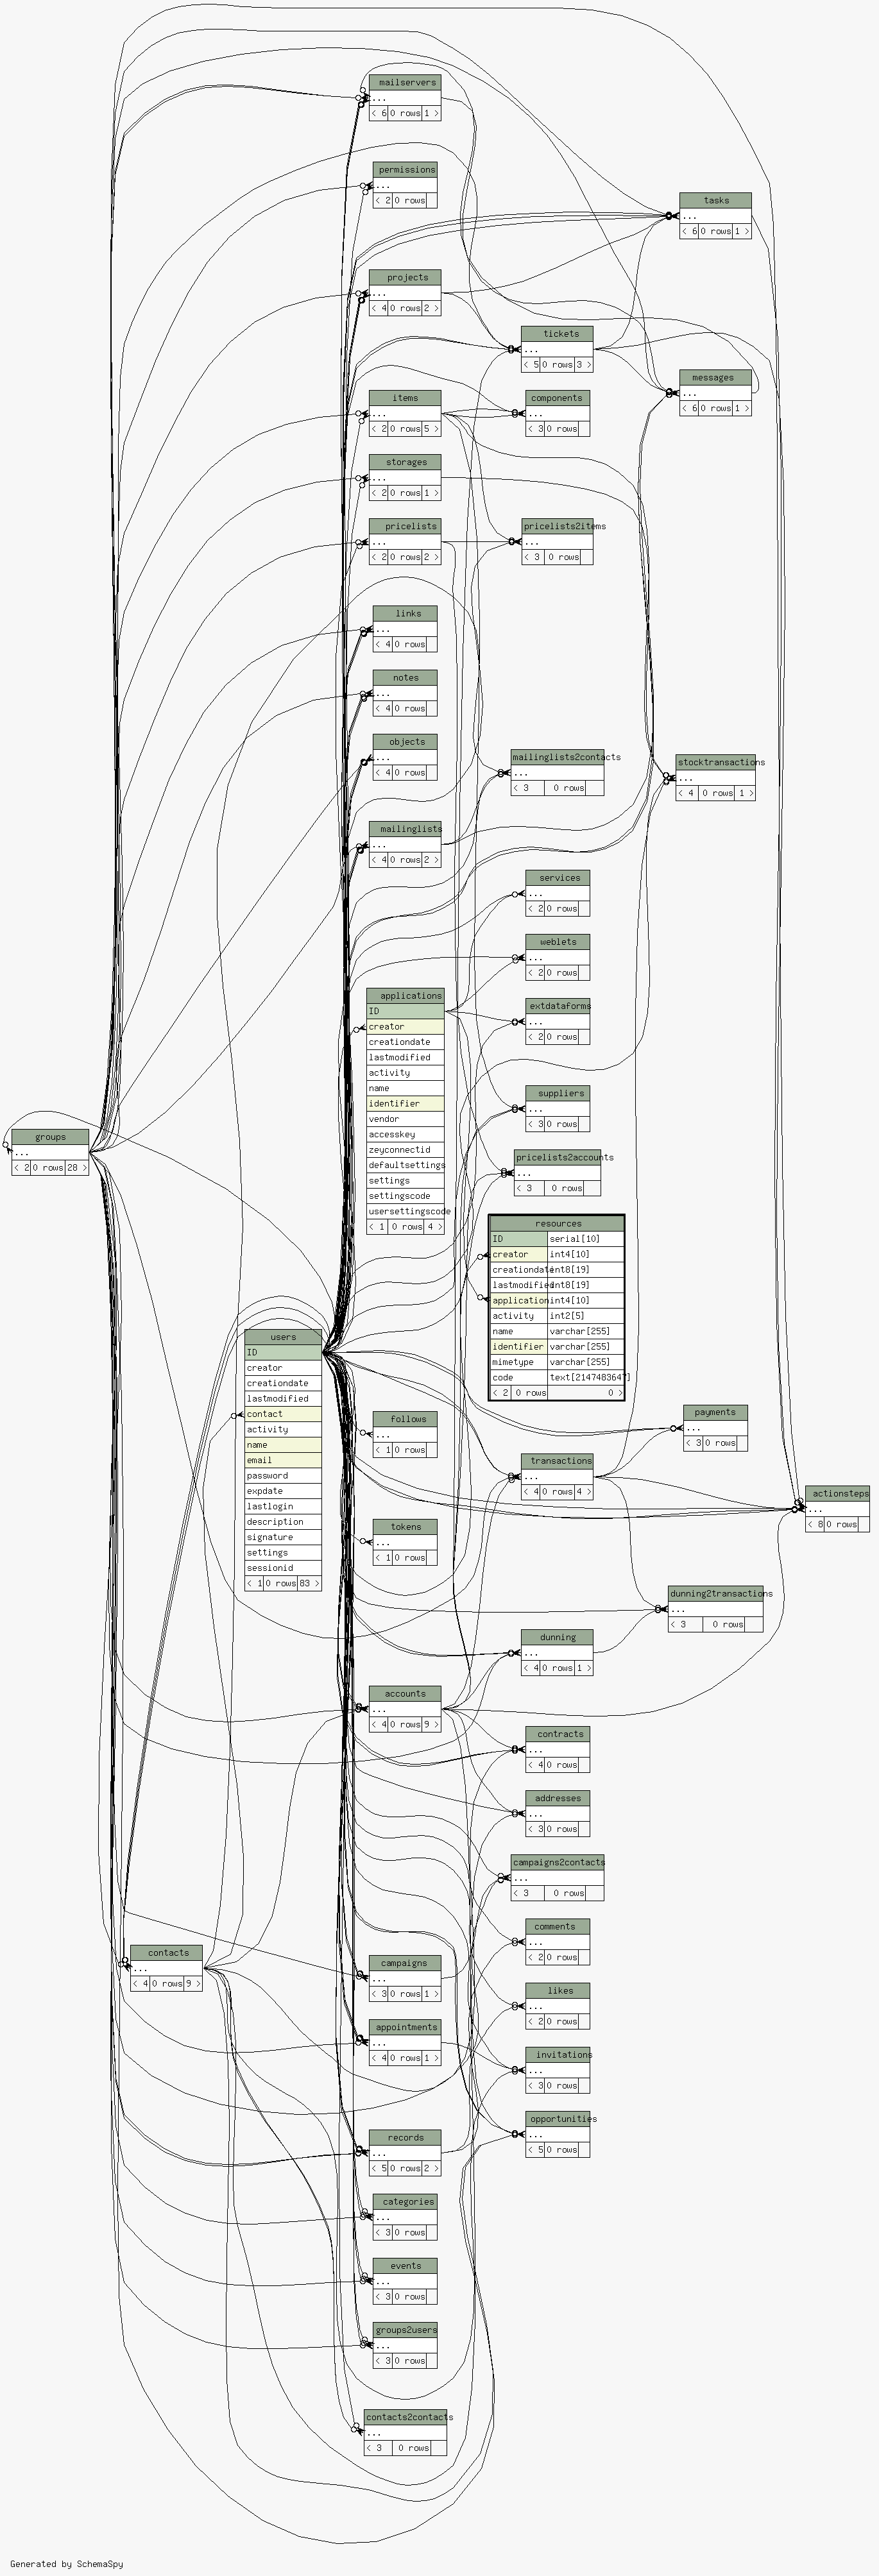 mailservers
...
< 6 0 rows 1 >
permissions
...
< 2 0 rows
tasks
...
< 6 0 rows 1 >
projects
...
< 4 0 rows 2 >
tickets
...
< 5 0 rows 3 >
messages
...
< 6 0 rows 1 >
items
...
< 2 0 rows 5 >
components
...
< 3 0 rows
storages
...
< 2 0 rows 1 >
pricelists
...
< 2 0 rows 2 >
pricelists2items
...
< 3 0 rows
links
...
< 4 0 rows
notes
...
< 4 0 rows
objects
...
< 4 0 rows
mailinglists2contacts
...
< 3 0 rows
stocktransactions
...
< 4 0 rows 1 >
mailinglists
...
< 4 0 rows 2 >
services
...
< 2 0 rows
weblets
...
< 2 0 rows
applications
ID
creator
creationdate
lastmodified
activity
name
identifier
vendor
accesskey
zeyconnectid
defaultsettings
settings
settingscode
usersettingscode
< 1 0 rows 4 >
extdataforms
...
< 2 0 rows
suppliers
...
< 3 0 rows
groups
...
< 2 0 rows 28 >
pricelists2accounts
...
< 3 0 rows
resources
ID serial[10]
creator int4[10]
creationdate int8[19]
lastmodified int8[19]
application int4[10]
activity int2[5]
name varchar[255]
identifier varchar[255]
mimetype varchar[255]
code text[2147483647]
< 2 0 rows 0 >
users
ID
creator
creationdate
lastmodified
contact
activity
name
email
password
expdate
lastlogin
description
signature
settings
sessionid
< 1 0 rows 83 >
follows
...
< 1 0 rows
payments
...
< 3 0 rows
transactions
...
< 4 0 rows 4 >
actionsteps
...
< 8 0 rows
tokens
...
< 1 0 rows
dunning2transactions
...
< 3 0 rows
dunning
...
< 4 0 rows 1 >
accounts
...
< 4 0 rows 9 >
contracts
...
< 4 0 rows
addresses
...
< 3 0 rows
campaigns2contacts
...
< 3 0 rows
comments
...
< 2 0 rows
contacts
...
< 4 0 rows 9 >
campaigns
...
< 3 0 rows 1 >
likes
...
< 2 0 rows
appointments
...
< 4 0 rows 1 >
invitations
...
< 3 0 rows
opportunities
...
< 5 0 rows
records
...
< 5 0 rows 2 >
categories
...
< 3 0 rows
events
...
< 3 0 rows
groups2users
...
< 3 0 rows
contacts2contacts
...
< 3 0 rows
Generated by SchemaSpy